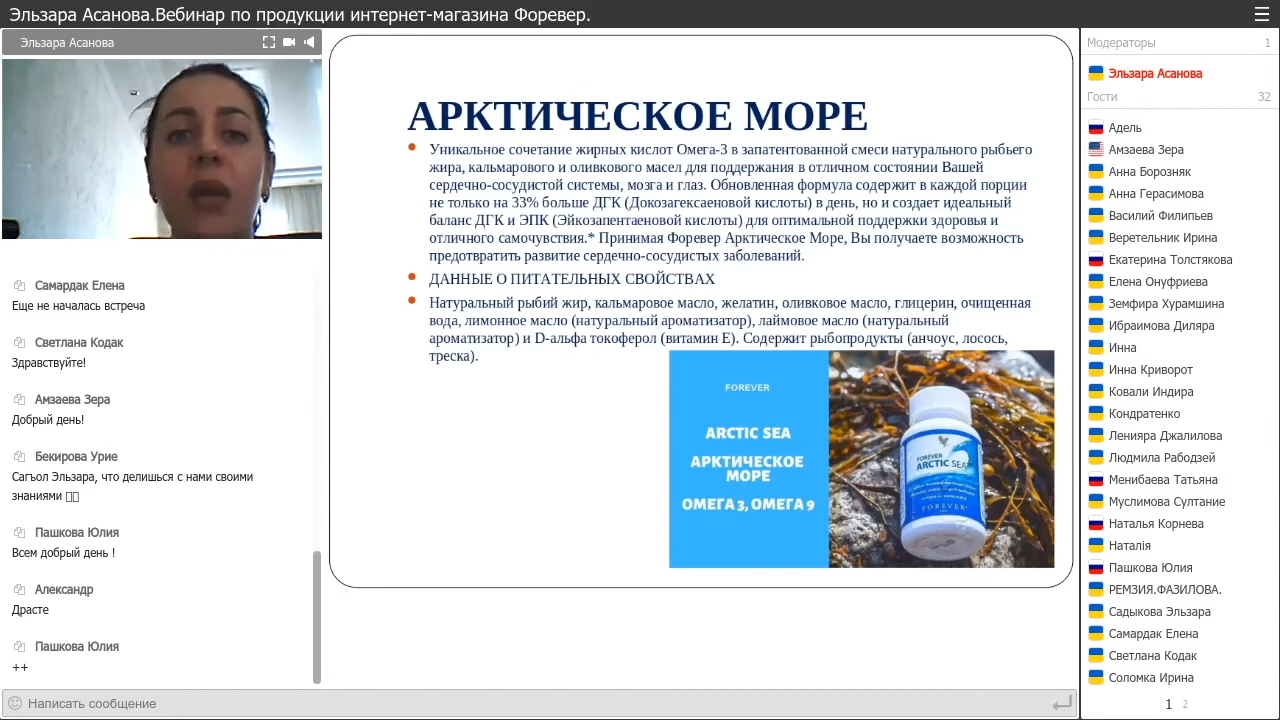 Эльзара Асанова.Вебинар по продукции интернет-магазина Форевер.
Эльзара Асанова
Самардак Елена
Еще не началась встреча
Светлана Кодак
Здравствуйте!
Амзаева Зера
Добрый день!
Бекирова Урие
Сагъол Эльзара, что делишься с нами своими
знаниями
Пашкова Юлия
Всем добрый день !
Александр
Драсте
Пашкова Юлия
++
Написать сообщение
АРКТИЧЕСКОЕ МОРЕ
Уникальное сочетание жирных кислот Омега-3 в запатентованной смеси натурального рыбьего
жира, кальмарового и оливкового масел для поддержания в отличном состоянии Вашей
сердечно-сосудистой системы, мозга и глаз. Обновленная формула содержит в каждой порции
не только на 33% больше ДГК (Докозагексаеновой кислоты) в день, но и создает идеальный
баланс ДГК и ЭПК (Эйкозапентаеновой кислоты) для оптимальной поддержки здоровья и
отличного самочувствия.* Принимая Форевер Арктическое Море, Вы получаете возможность
предотвратить развитие сердечно-сосудистых заболеваний.
ДАННЫЕ О ПИТАТЕЛЬНЫХ СВОЙСТВАХ
Натуральный рыбий жир, кальмаровое масло, желатин, оливковое масло, глицерин, очищенная
вода, лимонное масло (натуральный ароматизатор), лаймовое масло (натуральный
ароматизатор) и D-альфа токоферол (витамин Е). Содержит рыбопродукты (анчоус, лосось,
треска).
FOREVER
ARCTIC SEA
АРКТИЧЕСКОЕ
МОРЕ
ОМЕГА 3, ОМЕГА 9
FOREVER
ARCTIC SEA
FOREVER
Модераторы 1
Эльзара Асанова
Гости 32
Адель
Амзаева Зера
Анна Борозняк
Анна Герасимова
Василий Филипьев
Веретельник Ирина
Екатерина Толстякова
Елена Онуфриева
Земфира Хурамшина
Ибраимова Диляра
Инна
Инна Криворот
Ковали Индира
Кондратенко
Ленияра Джалилова
Людмила Рабодзей
Менибаева Татьяна
Муслимова Султание
Наталья Корнева
Наталія
Пашкова Юлия
РЕМЗИЯ.ФАЗИЛОВА.
Садыкова Эльзара
Самардак Елена
Светлана Кодак
Соломка Ирина
1 2